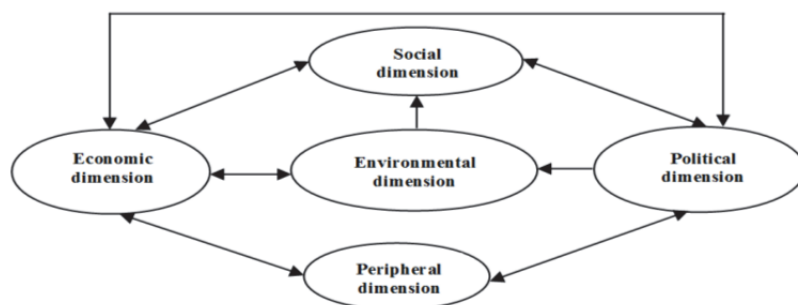 Social
dimension
Economic
dimension
Environmental
dimension
Political
dimension
Peripheral
dimension